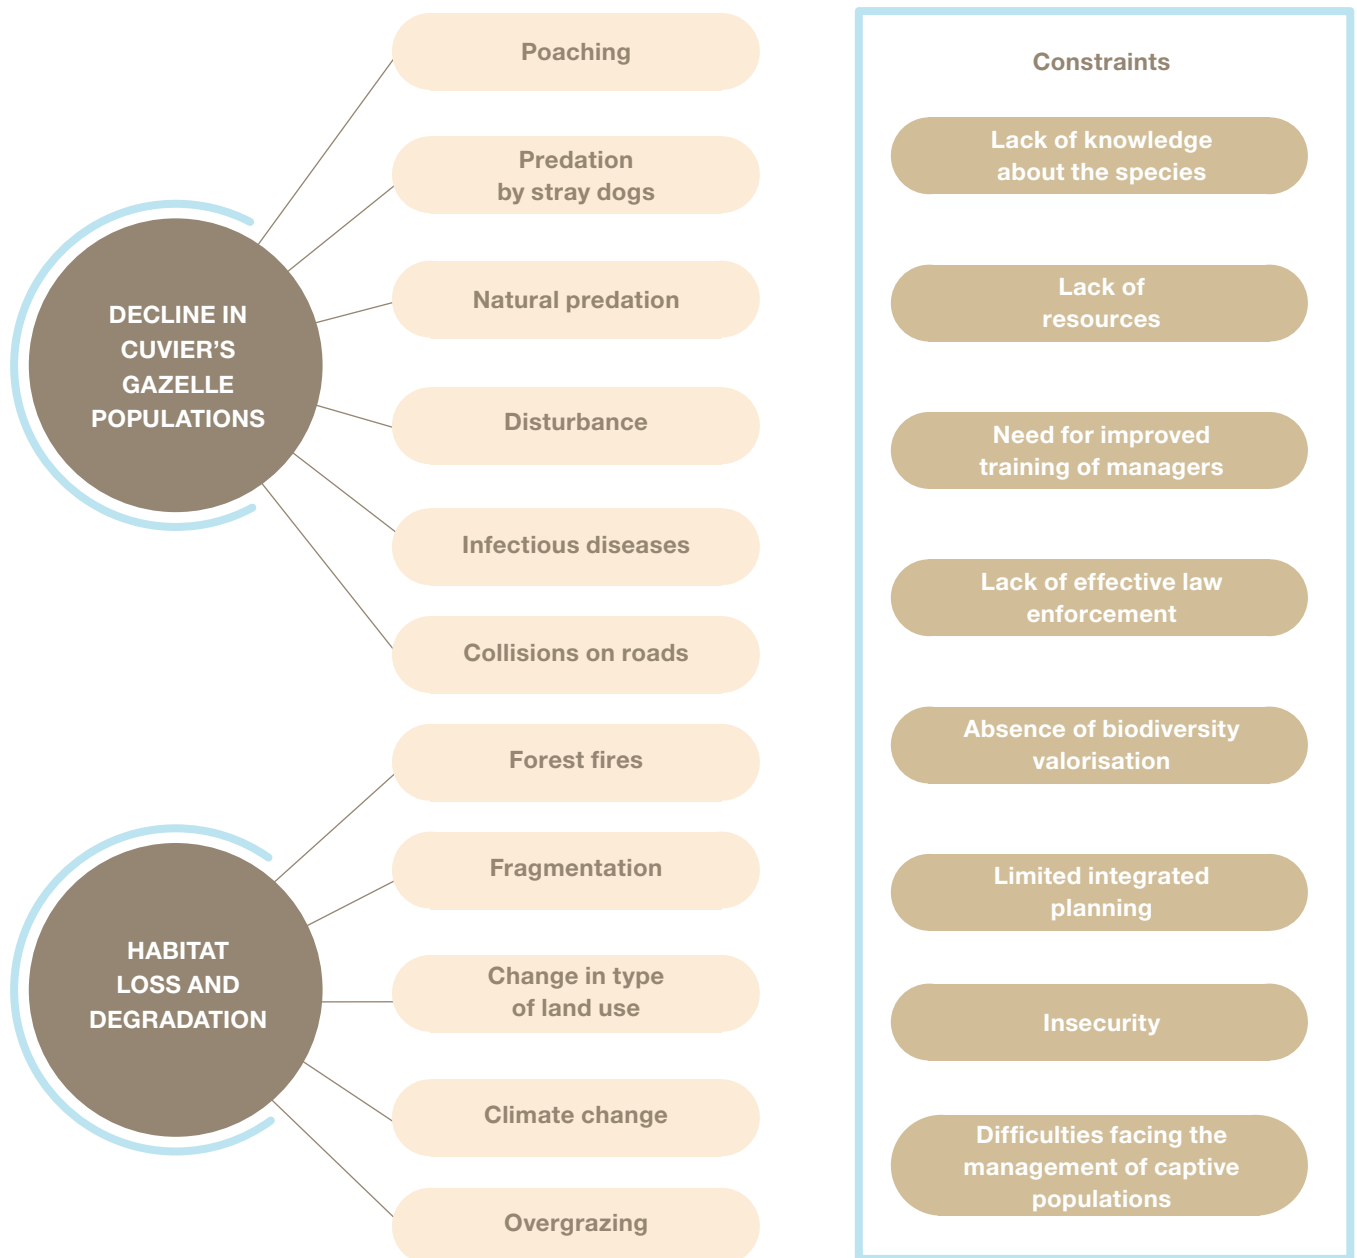 DECLINE IN
CUVIER’S
GAZELLE
POPULATIONS
Poaching
Predation
by stray dogs
Natural predation
Disturbance
Infectious diseases
Collisions on roads
HABITAT
LOSS AND
DEGRADATION
Forest fires
Fragmentation
Change in type
of land use
Climate change
Overgrazing
Constraints
Lack of knowledge
about the species
Lack of
resources
Need for improved
training of managers
Lack of effective law
enforcement
Absence of biodiversity
valorisation
Limited integrated
planning
Insecurity
Difficulties facing the
management of captive
populations